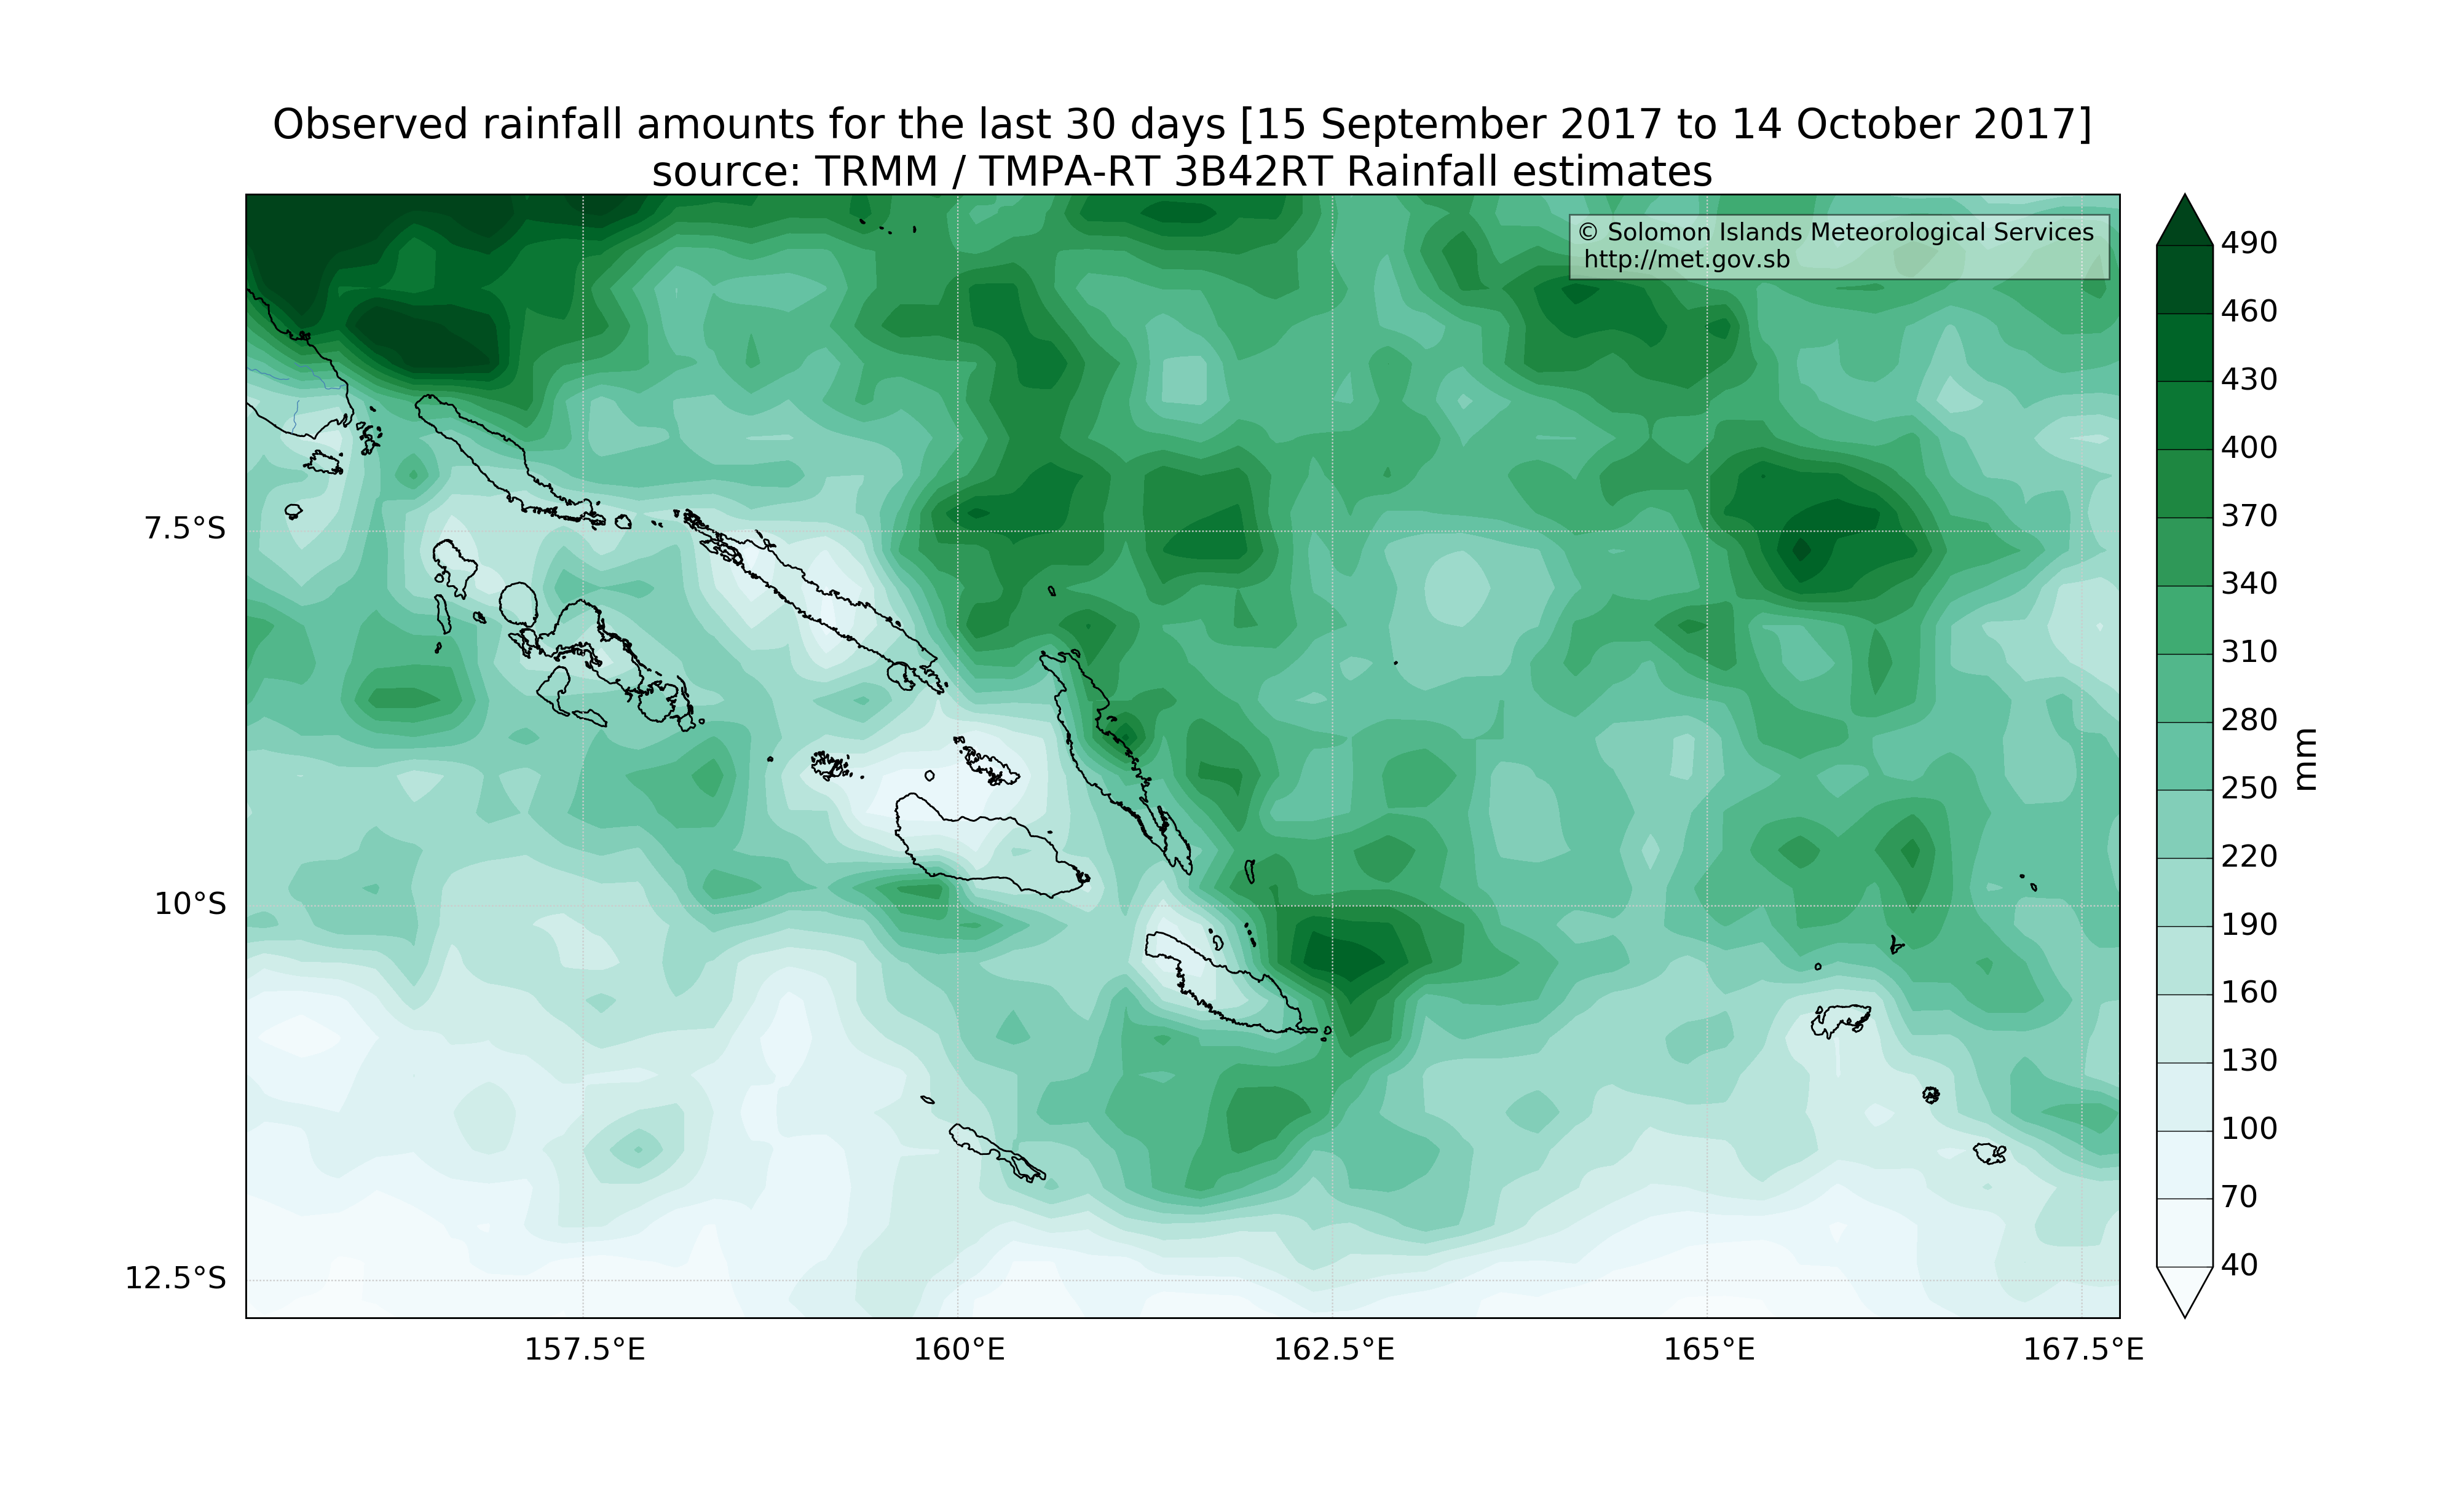 Observed rainfall amounts for the last 30 days [15 September 2017 to 14 October 2017]
source: TRMM / TMPA-RT 3B42RT Rainfall estimates
© Solomon Islands Meteorological Services
http://met.gov.sb
7.5°S
10°S
12.5°S
157.5°E
160°E
162.5°E
165°E
167.5°E
490
460
430
400
370
340
310
280
250
220
190
160
130
100
70
40
mm